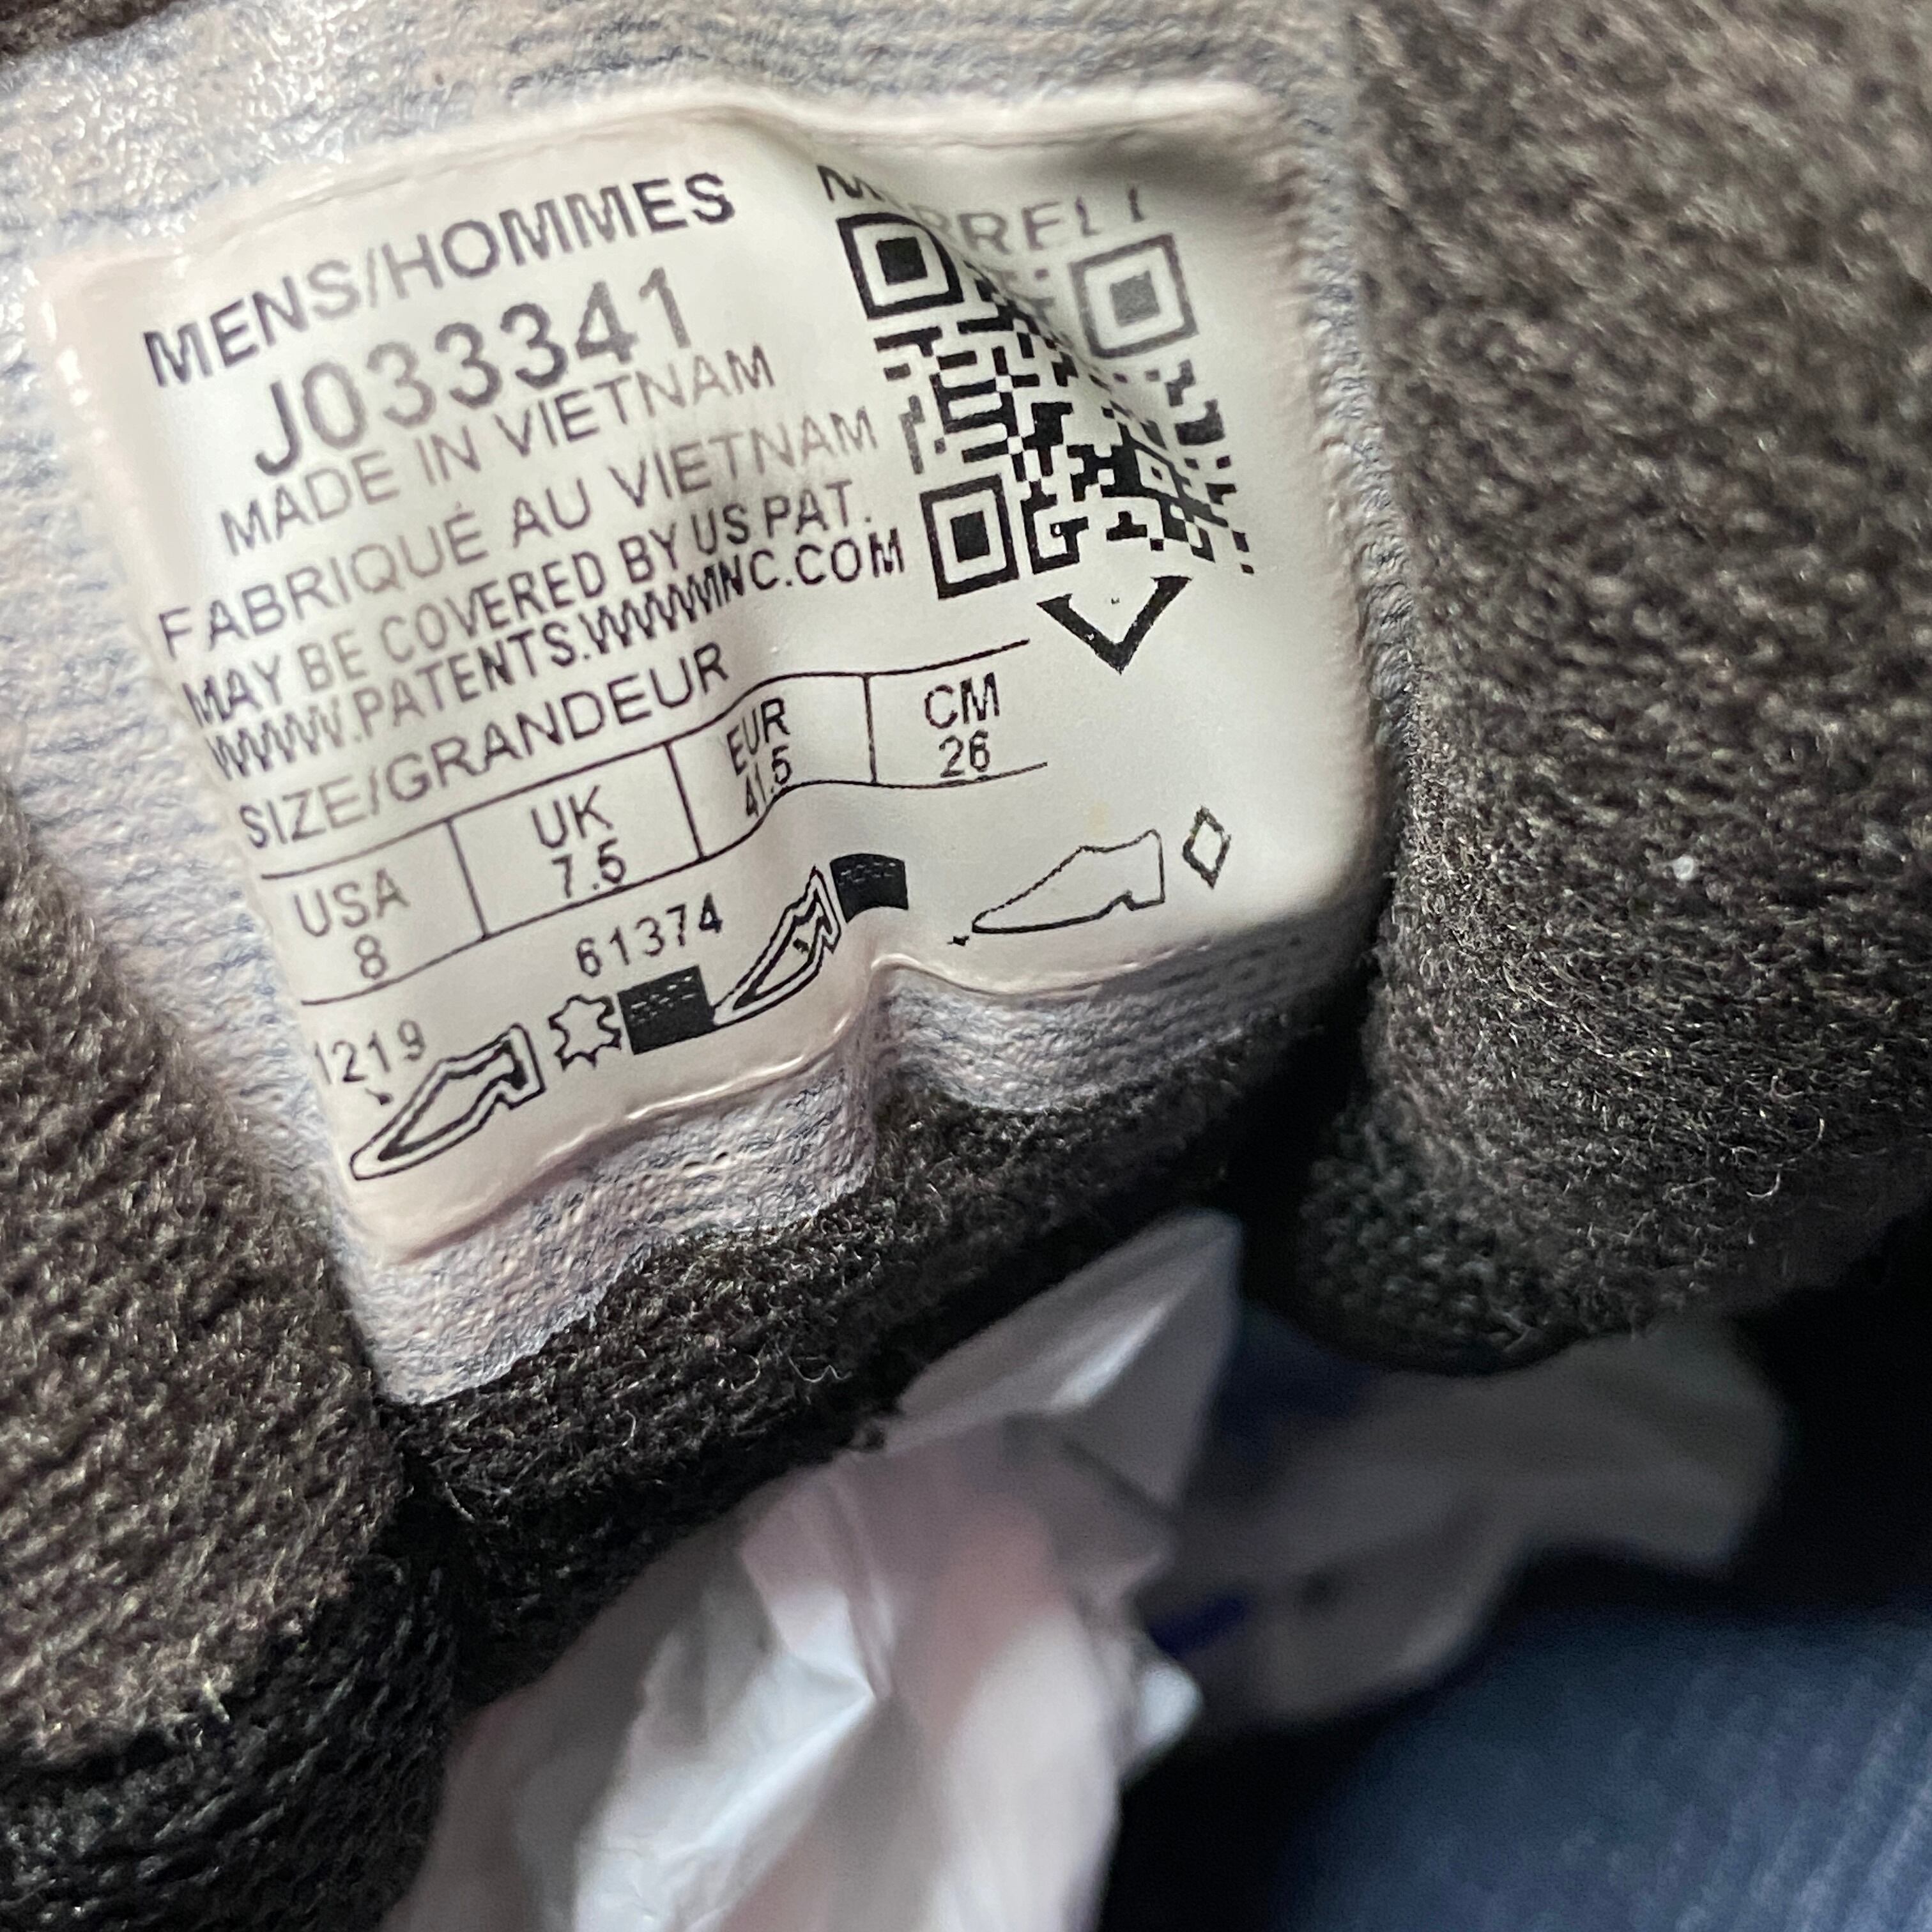 MENS/HOMMES
J033341
MADE IN VIETNAM
FABRIQUÉ AU VIETNAM
MAY BE COVERED BY US PAT.
WWW.PATENTS.WWWINC.COM
MERRELL
SIZE/GRANDEUR
USA UK EUR CM
8 7.5 41.5 26
61374
1219